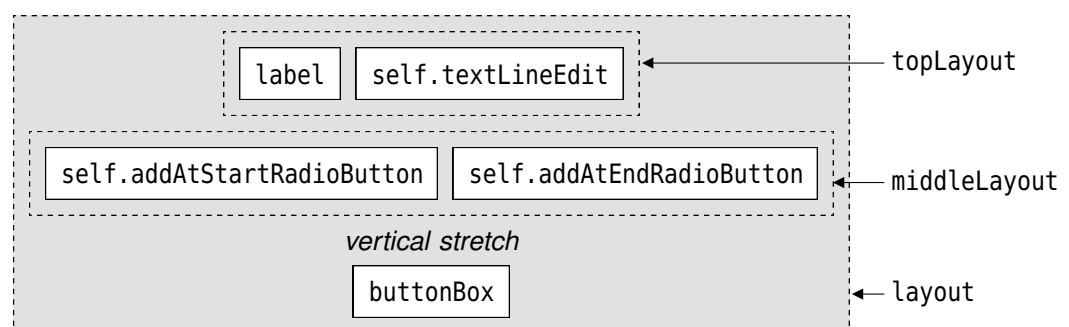 label self.textLineEdit topLayout
self.addAtStartRadioButton self.addAtEndRadioButton middleLayout
vertical stretch
buttonBox layout